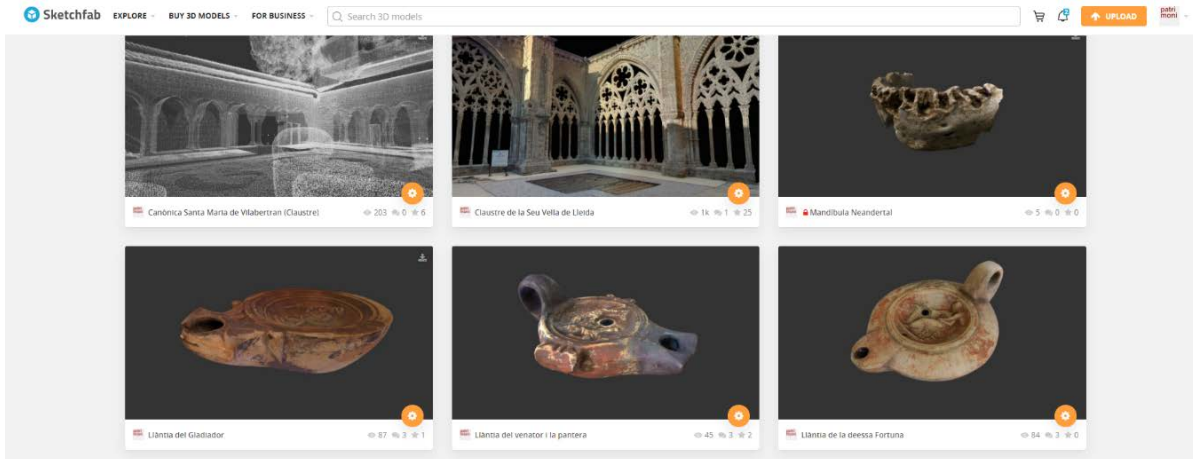 Sketchfab EXPLORE BUY 3D MODELS FOR BUSINESS Search 3D models 3 UPLOAD patri
moni
Canònica Santa Maria de Vilabertran (Claustre) 203 0 6
Claustre de la Seu Vella de Lleida 1k 1 25
Mandíbula Neandertal 5 0 0
Llàntia del Gladiador 87 3 1
Llàntia del venator i la pantera 45 3 2
Llàntia de la deessa Fortuna 84 3 0